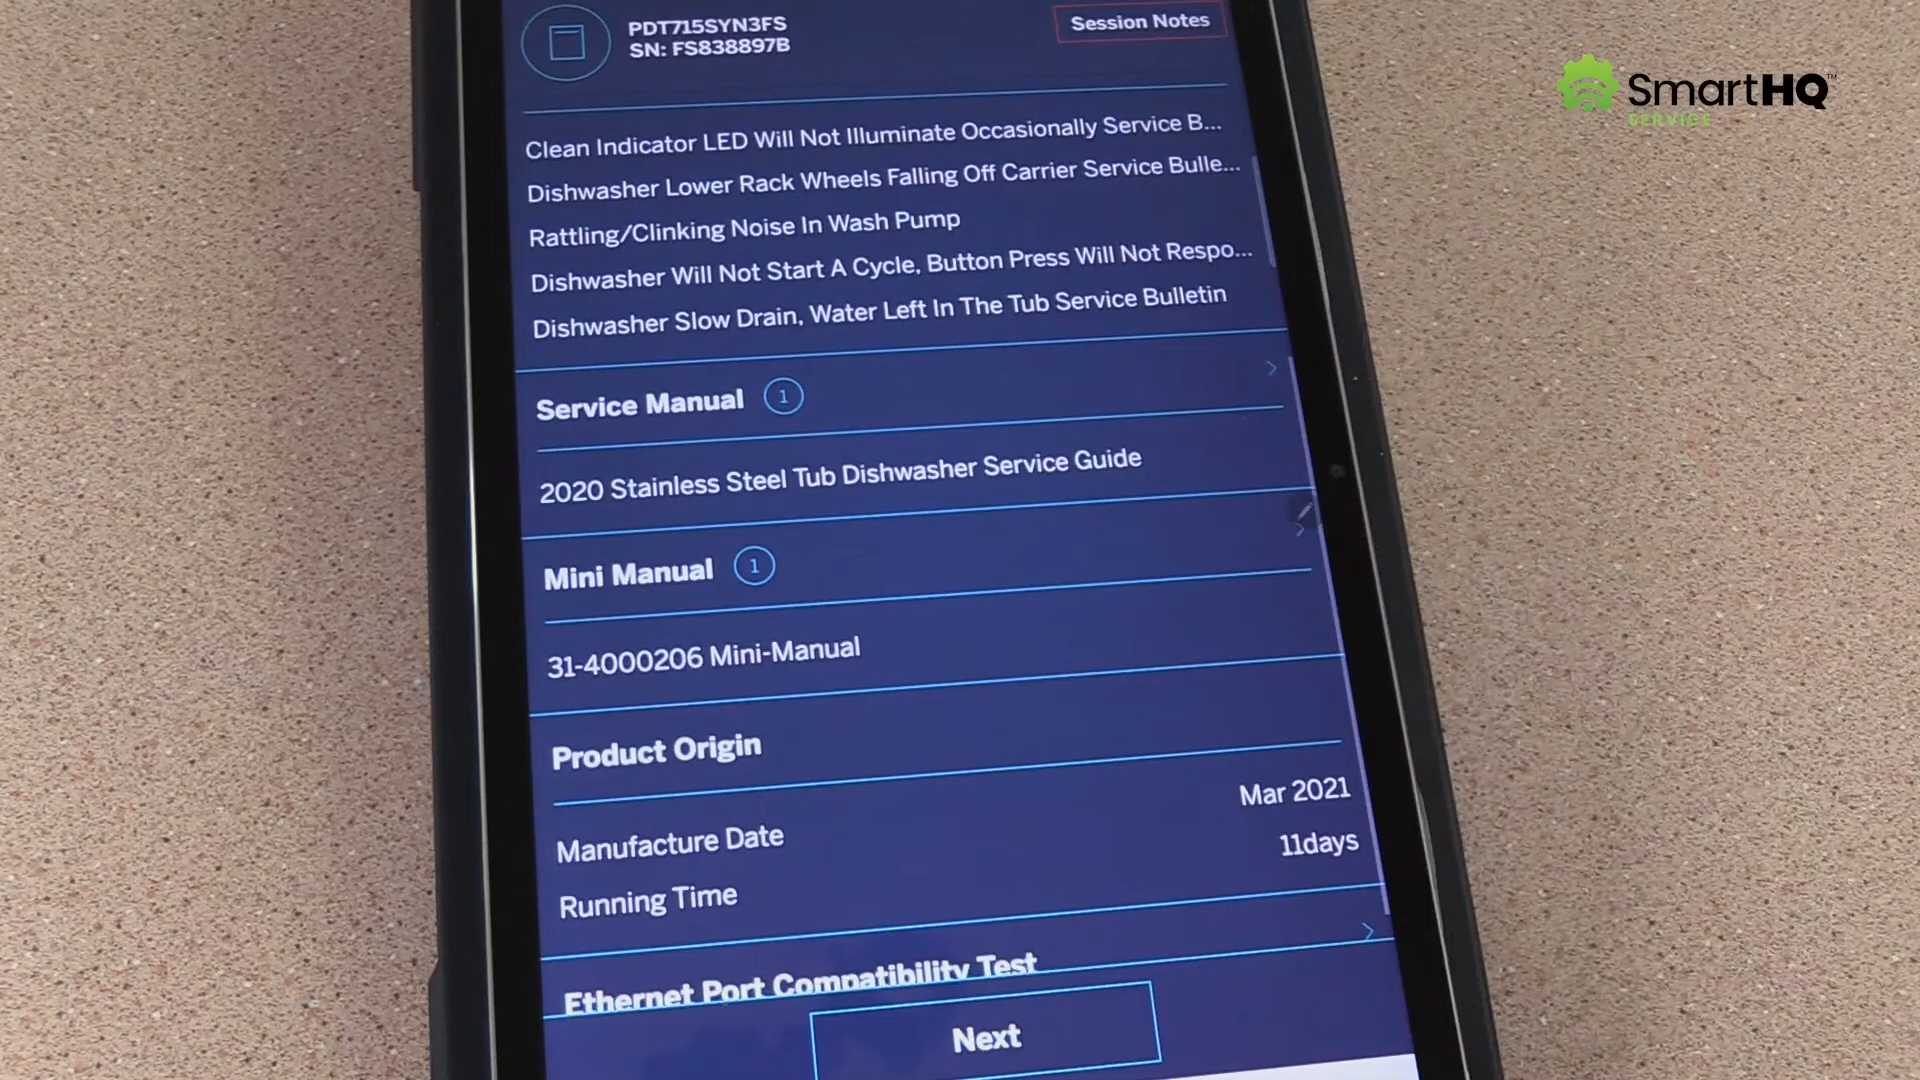 PDT715SYN3FS
SN: FS838897B
Session Notes
SmartHQ™
SERVICE
Clean Indicator LED Will Not Illuminate Occasionally Service B...
Dishwasher Lower Rack Wheels Falling Off Carrier Service Bulle...
Rattling/Clinking Noise In Wash Pump
Dishwasher Will Not Start A Cycle, Button Press Will Not Respo...
Dishwasher Slow Drain, Water Left In The Tub Service Bulletin
Service Manual 1
2020 Stainless Steel Tub Dishwasher Service Guide
Mini Manual 1
31-4000206 Mini-Manual
Product Origin
Manufacture Date Mar 2021
Running Time 11days
Ethernet Port Compatibility Test
Next